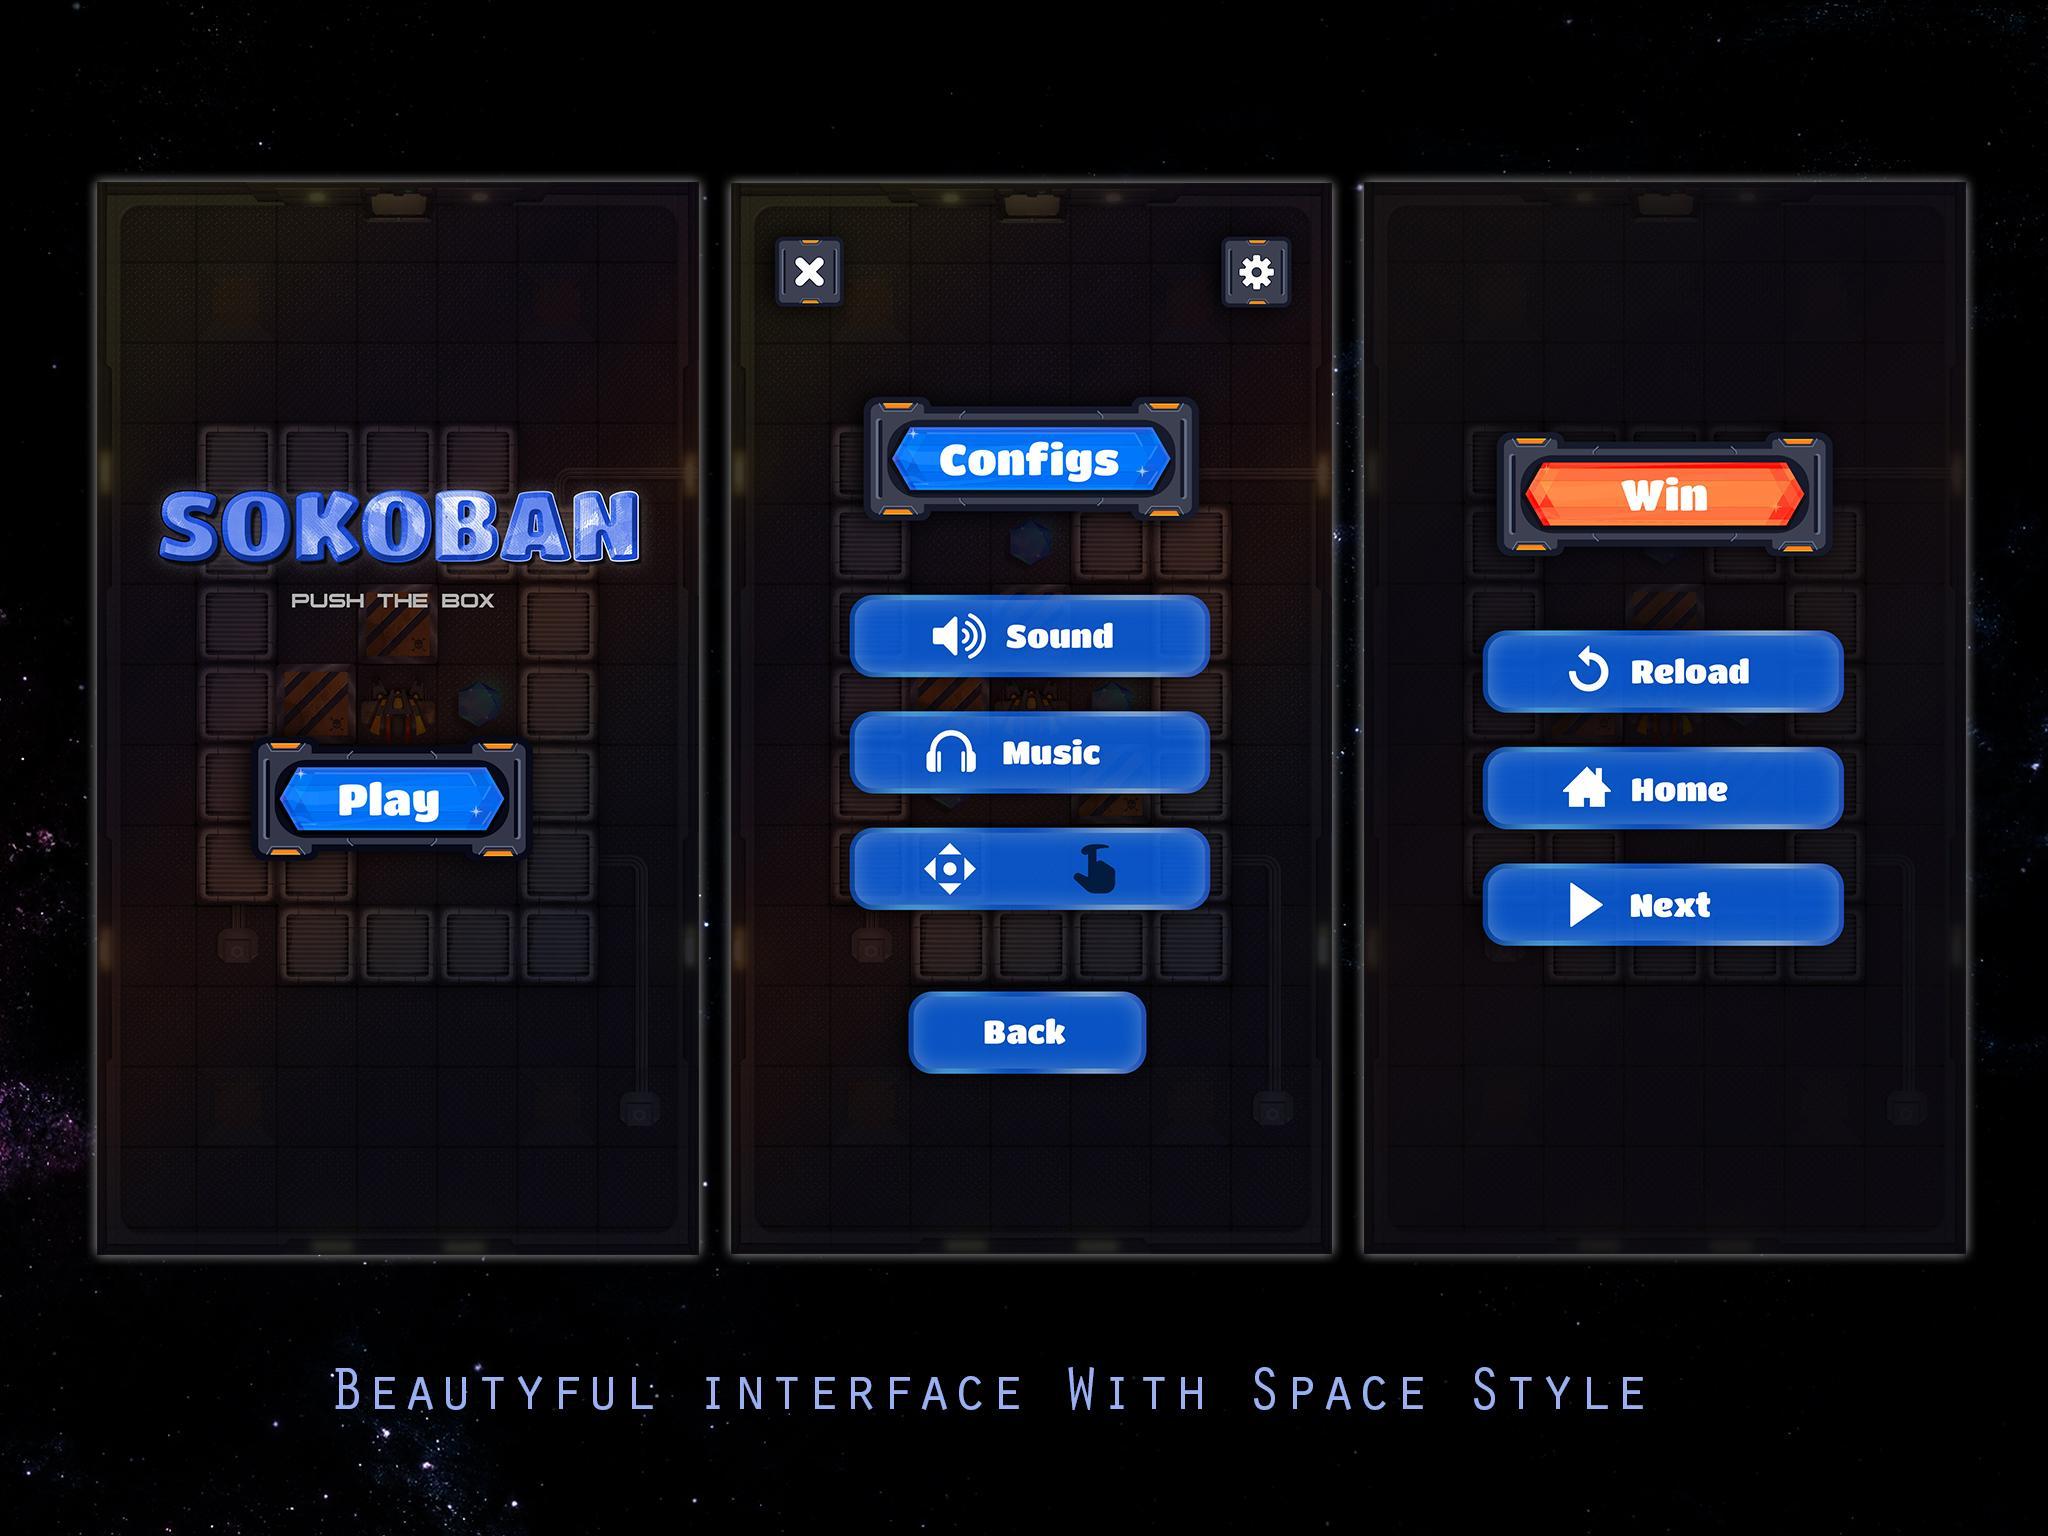 SOKOBAN
PUSH THE BOX
Play
Configs
Sound
Music
Back
Win
Reload
Home
Next
BEAUTYFUL INTERFACE WITH SPACE STYLE